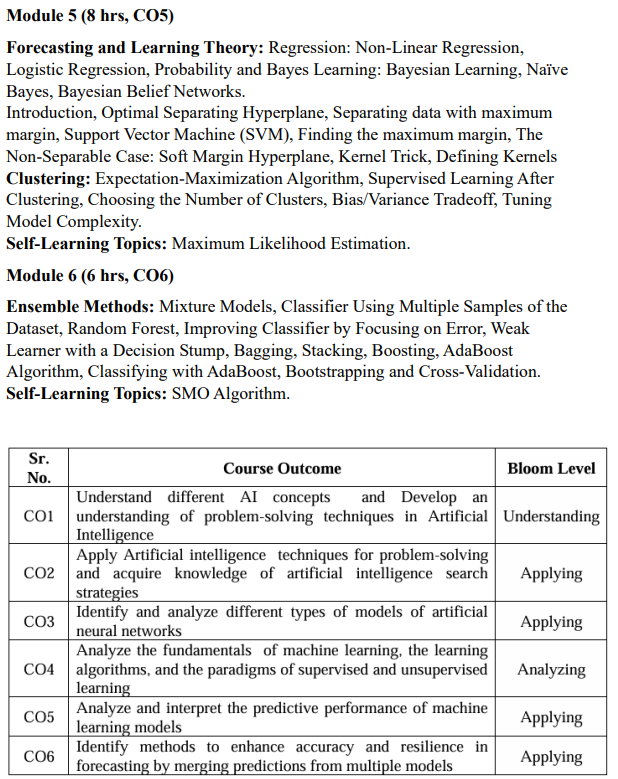 Module 5 (8 hrs, CO5)
Forecasting and Learning Theory: Regression: Non-Linear Regression,
Logistic Regression, Probability and Bayes Learning: Bayesian Learning, Naïve
Bayes, Bayesian Belief Networks.
Introduction, Optimal Separating Hyperplane, Separating data with maximum
margin, Support Vector Machine (SVM), Finding the maximum margin, The
Non-Separable Case: Soft Margin Hyperplane, Kernel Trick, Defining Kernels
Clustering: Expectation-Maximization Algorithm, Supervised Learning After
Clustering, Choosing the Number of Clusters, Bias/Variance Tradeoff, Tuning
Model Complexity.
Self-Learning Topics: Maximum Likelihood Estimation.
Module 6 (6 hrs, CO6)
Ensemble Methods: Mixture Models, Classifier Using Multiple Samples of the
Dataset, Random Forest, Improving Classifier by Focusing on Error, Weak
Learner with a Decision Stump, Bagging, Stacking, Boosting, AdaBoost
Algorithm, Classifying with AdaBoost, Bootstrapping and Cross-Validation.
Self-Learning Topics: SMO Algorithm.
Sr.
No.
Course Outcome
Bloom Level
CO1
Understand different AI concepts and Develop an
understanding of problem-solving techniques in Artificial
Intelligence
Understanding
CO2
Apply Artificial intelligence techniques for problem-solving
and acquire knowledge of artificial intelligence search
strategies
Applying
CO3
Identify and analyze different types of models of artificial
neural networks
Applying
CO4
Analyze the fundamentals of machine learning, the learning
algorithms, and the paradigms of supervised and unsupervised
learning
Analyzing
CO5
Analyze and interpret the predictive performance of machine
learning models
Applying
CO6
Identify methods to enhance accuracy and resilience in
forecasting by merging predictions from multiple models
Applying